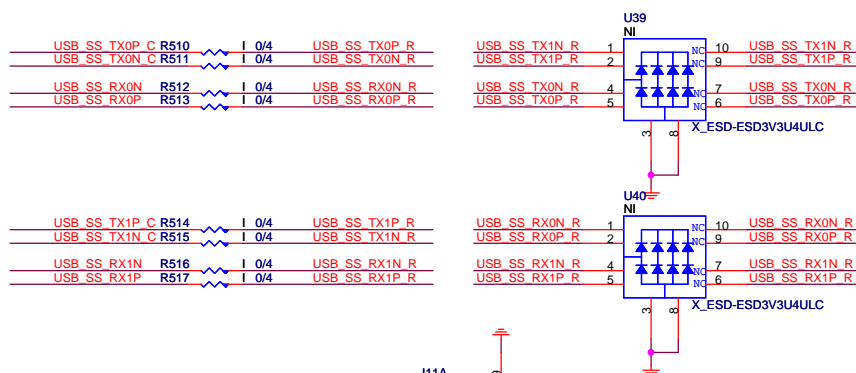 U39
NI
USB_SS_TX0P_C R510 I 0/4 USB_SS_TX0P_R
USB_SS_TX0N_C R511 I 0/4 USB_SS_TX0N_R
USB_SS_RX0N R512 I 0/4 USB_SS_RX0N_R
USB_SS_RX0P R513 I 0/4 USB_SS_RX0P_R
USB_SS_TX1N_R 1 NC 10 USB_SS_TX1N_R
USB_SS_TX1P_R 2 NC 9 USB_SS_TX1P_R
USB_SS_TX0N_R 4 NC 7 USB_SS_TX0N_R
USB_SS_TX0P_R 5 NC 6 USB_SS_TX0P_R
X_ESD-ESD3V3U4ULC
3 8
U40
NI
USB_SS_TX1P_C R514 I 0/4 USB_SS_TX1P_R
USB_SS_TX1N_C R515 I 0/4 USB_SS_TX1N_R
USB_SS_RX1N R516 I 0/4 USB_SS_RX1N_R
USB_SS_RX1P R517 I 0/4 USB_SS_RX1P_R
USB_SS_RX0N_R 1 NC 10 USB_SS_RX0N_R
USB_SS_RX0P_R 2 NC 9 USB_SS_RX0P_R
USB_SS_RX1N_R 4 NC 7 USB_SS_RX1N_R
USB_SS_RX1P_R 5 NC 6 USB_SS_RX1P_R
X_ESD-ESD3V3U4ULC
3 8
J11A